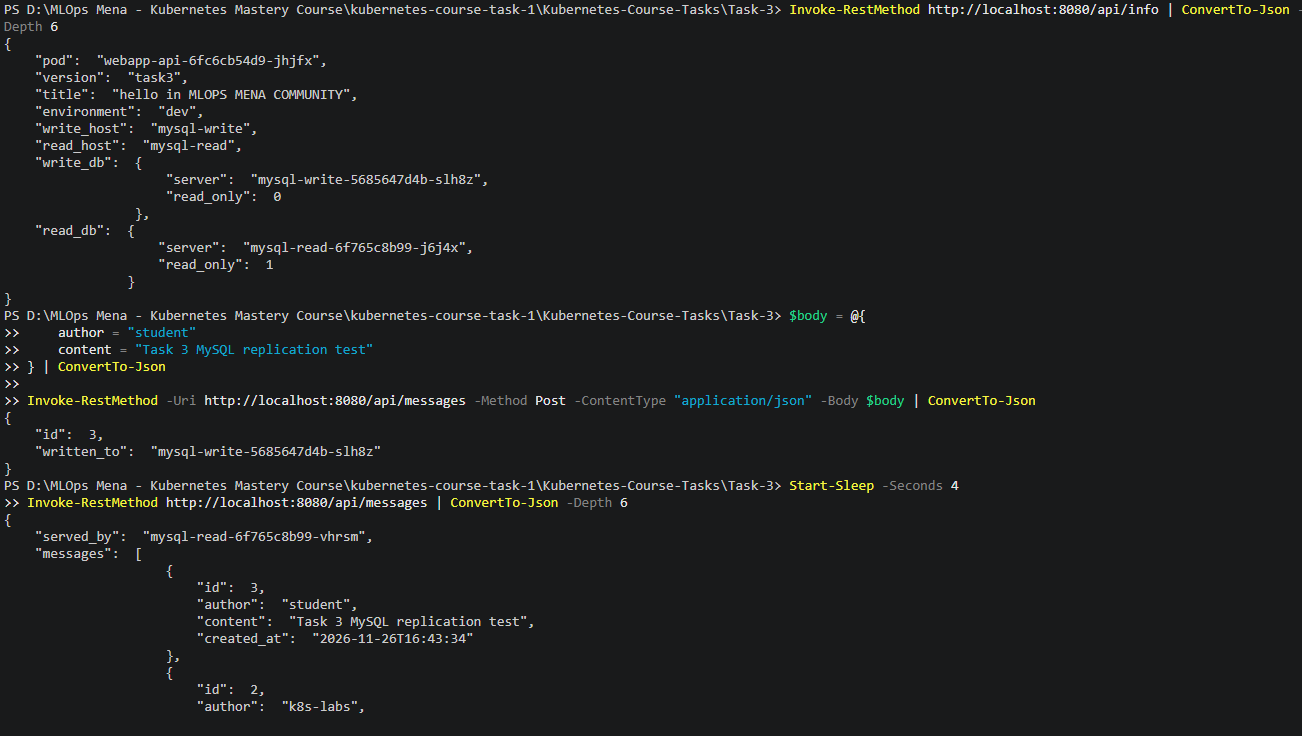 PS D:\MLOps Mena - Kubernetes Mastery Course\kubernetes-course-task-1\Kubernetes-Course-Tasks\Task-3> Invoke-RestMethod http://localhost:8080/api/info | ConvertTo-Json -
Depth 6
{
    "pod":  "webapp-api-6fc6cb54d9-jhjfx",
    "version":  "task3",
    "title":  "hello in MLOPS MENA COMMUNITY",
    "environment":  "dev",
    "write_host":  "mysql-write",
    "read_host":  "mysql-read",
    "write_db":  {
                     "server":  "mysql-write-5685647d4b-slh8z",
                     "read_only":  0
                 },
    "read_db":  {
                    "server":  "mysql-read-6f765c8b99-j6j4x",
                    "read_only":  1
                }
}
PS D:\MLOps Mena - Kubernetes Mastery Course\kubernetes-course-task-1\Kubernetes-Course-Tasks\Task-3> $body = @{
>>     author = "student"
>>     content = "Task 3 MySQL replication test"
>> } | ConvertTo-Json
>>
>> Invoke-RestMethod -Uri http://localhost:8080/api/messages -Method Post -ContentType "application/json" -Body $body | ConvertTo-Json
{
    "id":  3,
    "written_to":  "mysql-write-5685647d4b-slh8z"
}
PS D:\MLOps Mena - Kubernetes Mastery Course\kubernetes-course-task-1\Kubernetes-Course-Tasks\Task-3> Start-Sleep -Seconds 4
>> Invoke-RestMethod http://localhost:8080/api/messages | ConvertTo-Json -Depth 6
{
    "served_by":  "mysql-read-6f765c8b99-vhrsm",
    "messages":  [
                     {
                         "id":  3,
                         "author":  "student",
                         "content":  "Task 3 MySQL replication test",
                         "created_at":  "2026-11-26T16:43:34"
                     },
                     {
                         "id":  2,
                         "author":  "k8s-labs",